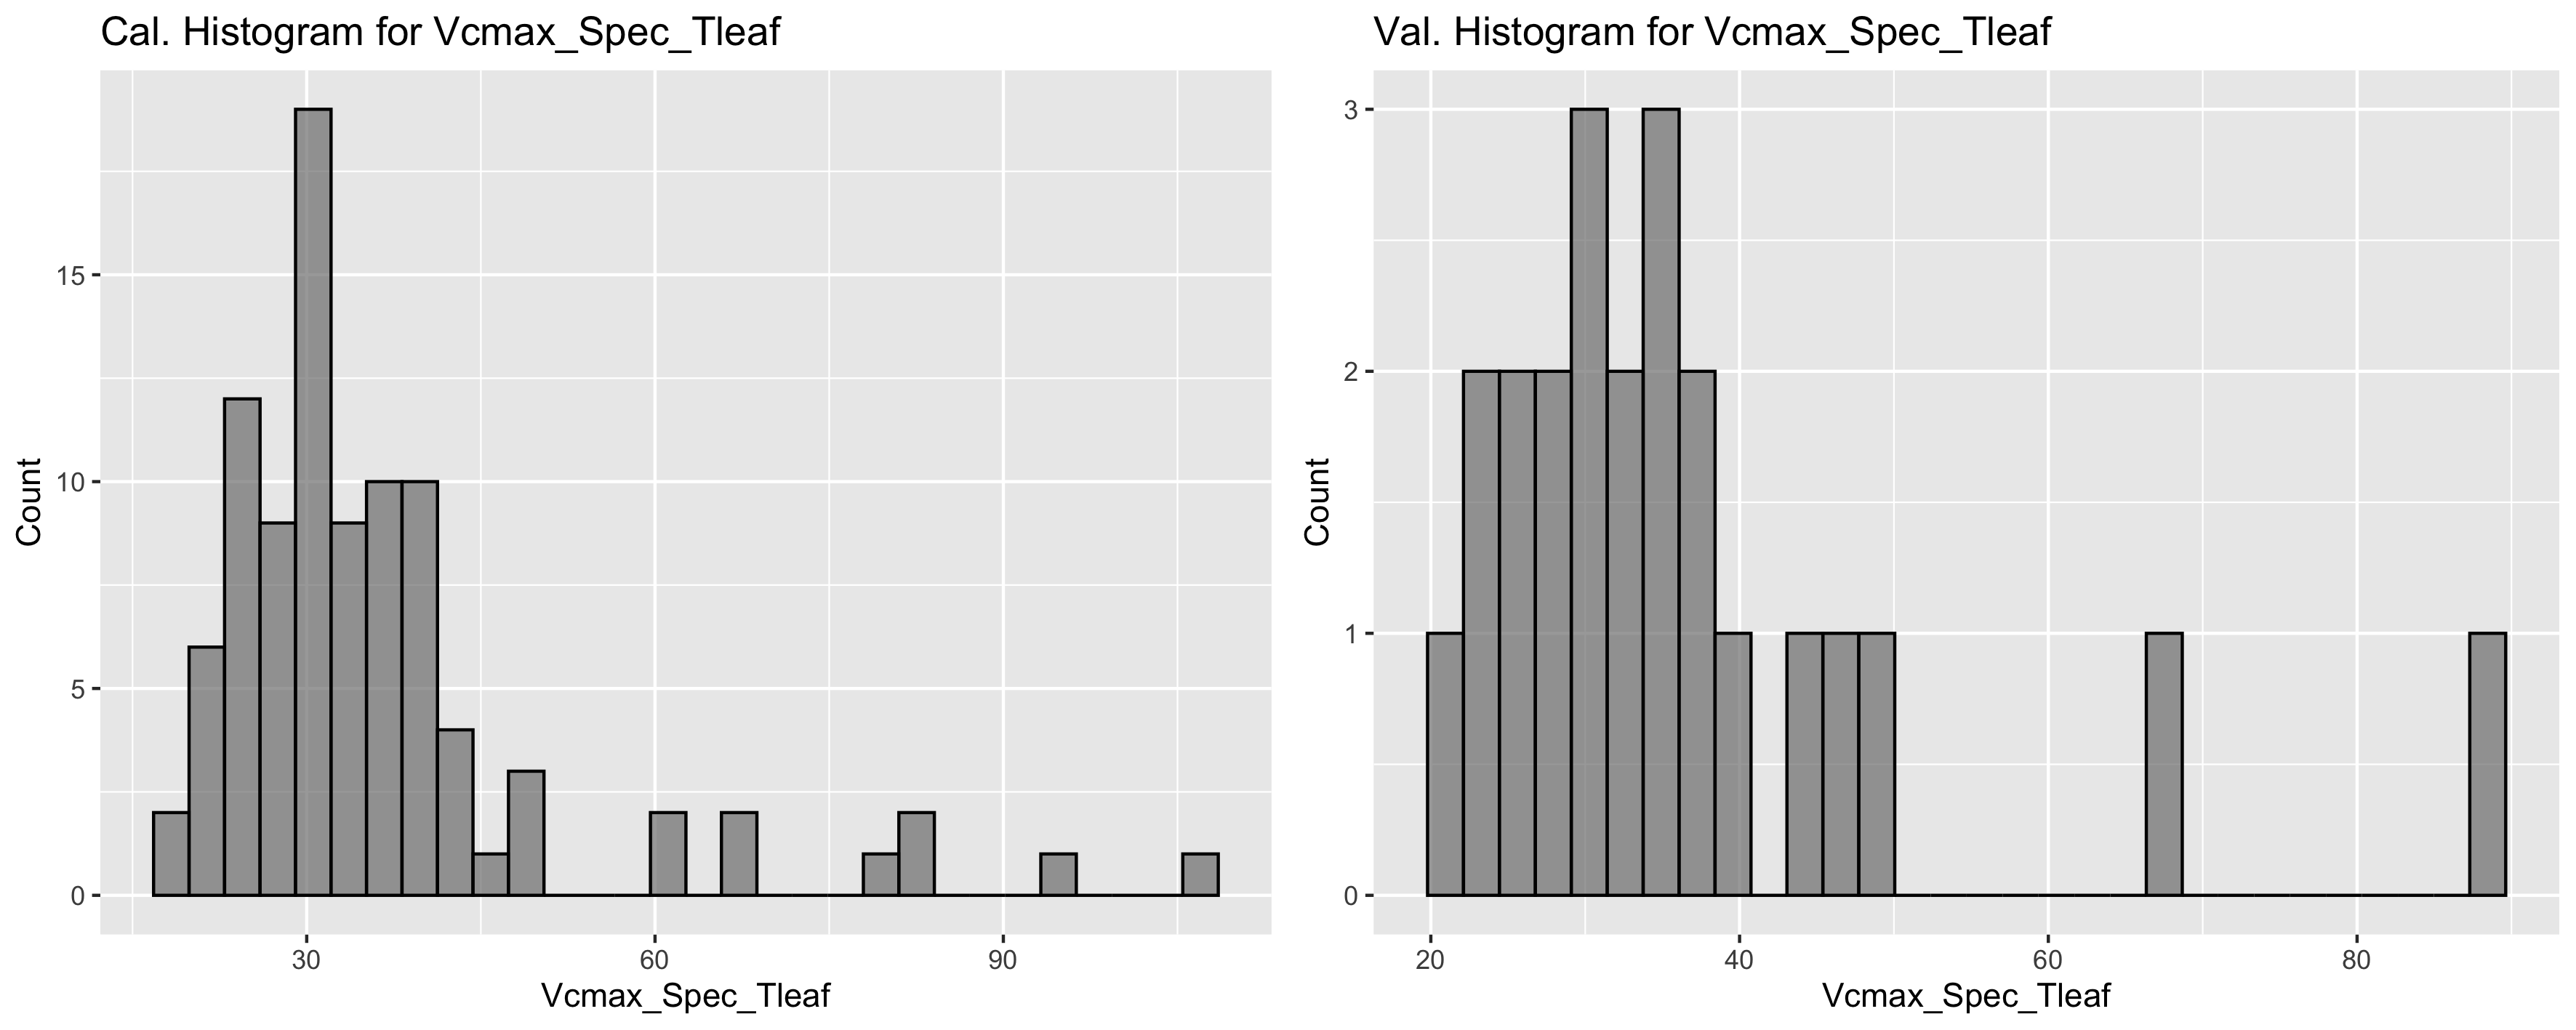 Cal. Histogram for Vcmax_Spec_Tleaf
15
10
5
0
Count
30 60 90
Vcmax_Spec_Tleaf
Val. Histogram for Vcmax_Spec_Tleaf
3
2
1
0
Count
20 40 60 80
Vcmax_Spec_Tleaf